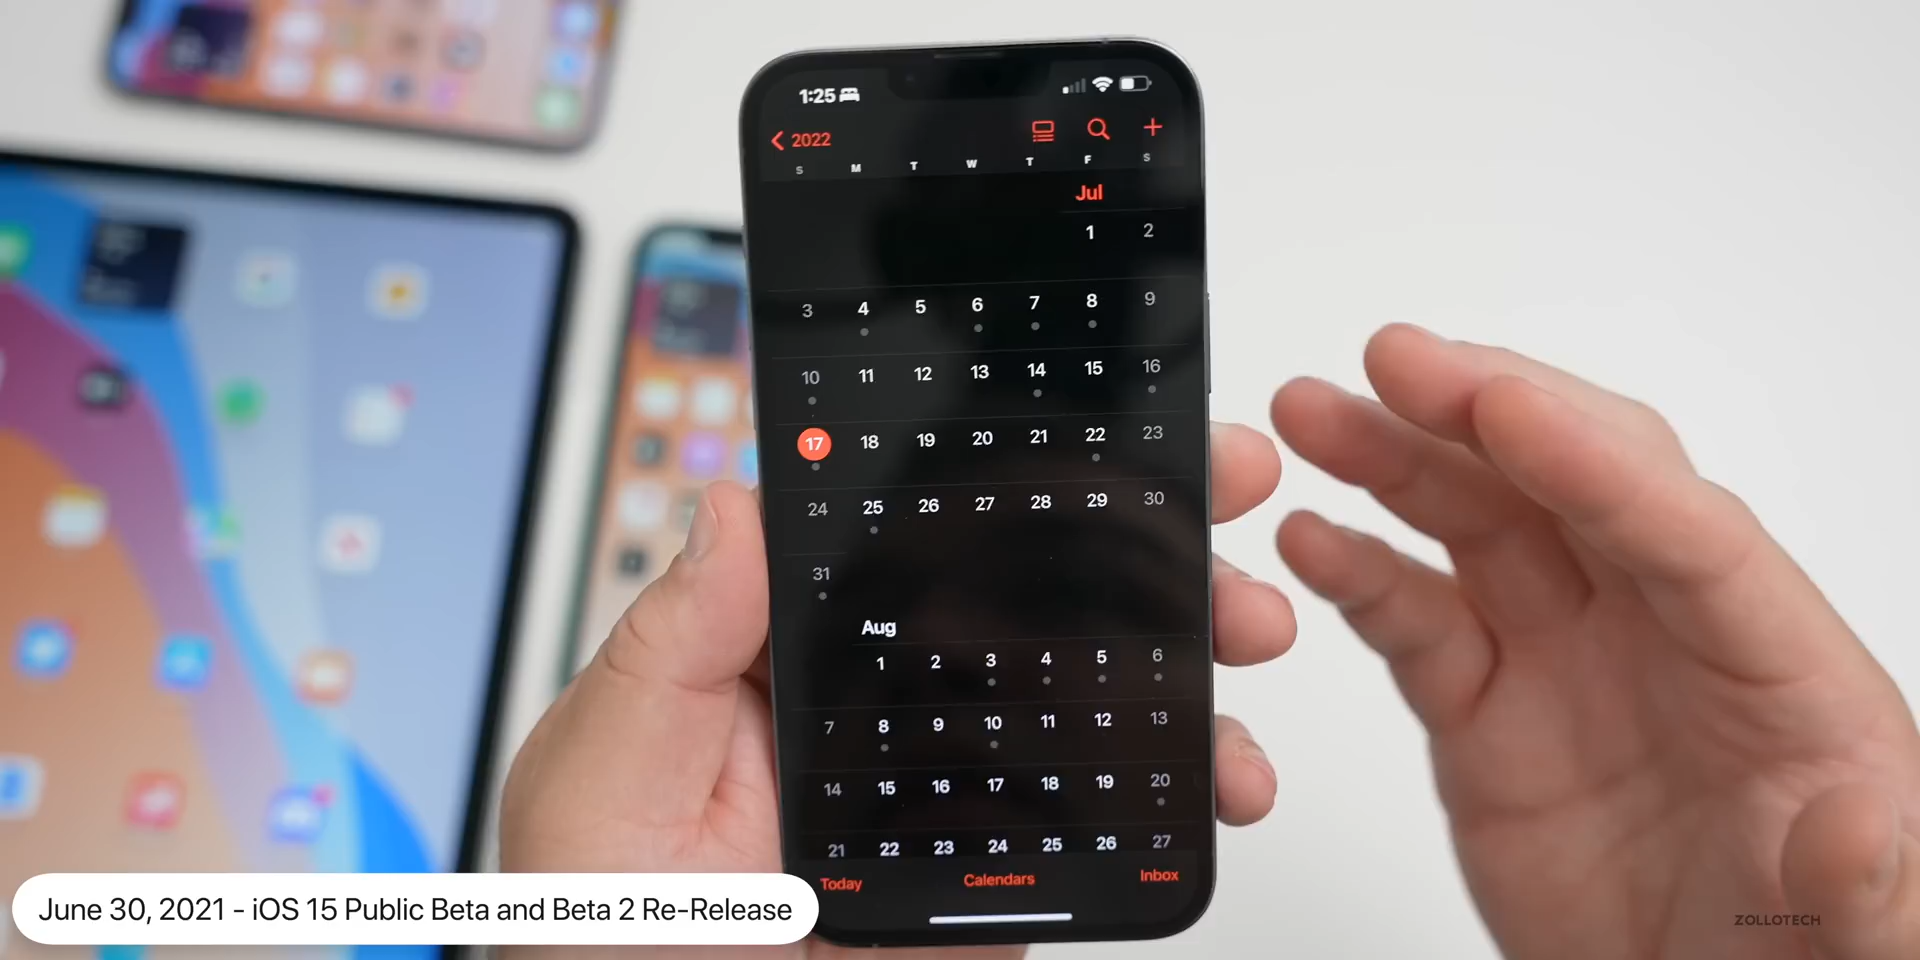 1:25
2022
S M T W T F S
Jul
1 2
3 4 5 6 7 8 9
10 11 12 13 14 15 16
17 18 19 20 21 22 23
24 25 26 27 28 29 30
31
Aug
1 2 3 4 5 6
7 8 9 10 11 12 13
14 15 16 17 18 19 20
21 22 23 24 25 26 27
Today Calendars Inbox
June 30, 2021 - iOS 15 Public Beta and Beta 2 Re-Release
ZOLLOTECH